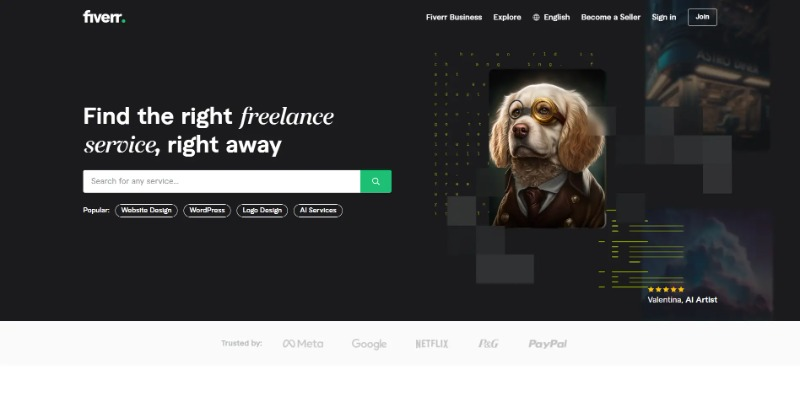 fiverr.
Fiverr Business Explore English Become a Seller Sign in Join
Find the right freelance
service, right away
Search for any service...
Popular: Website Design WordPress Logo Design AI Services
ASTRO DINER
★★★★★
Valentina, AI Artist
Trusted by: Meta Google NETFLIX P&G PayPal